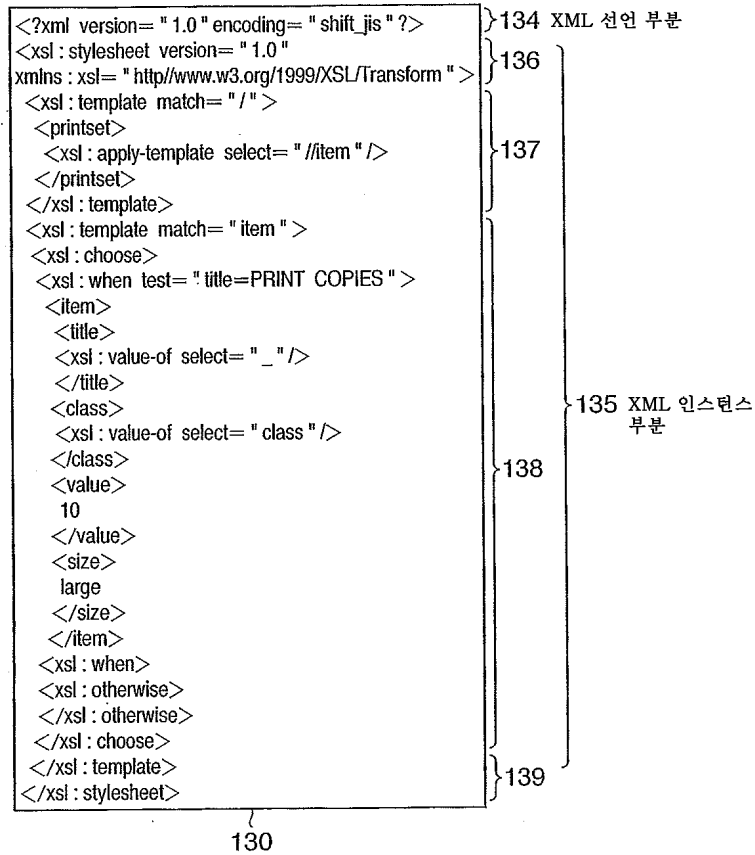 <?xml version= " 1.0 " encoding= " shift_jis " ?>
134 XML 선언 부분
<xsl : stylesheet version= " 1.0 "
136
xmlns : xsl= " http//www.w3.org/1999/XSL/Transform " >
<xsl : template match= " / " >
<printset>
<xsl : apply-template select= " //item " />
137
</printset>
</xsl : template>
<xsl : template match= " item " >
<xsl : choose>
<xsl : when test= " title=PRINT COPIES " >
<item>
<title>
<xsl : value-of select= " _ " />
</title>
<class>
135 XML 인스턴스
부분
<xsl : value-of select= " class " />
</class>
138
<value>
10
</value>
<size>
large
</size>
</item>
<xsl : when>
<xsl : otherwise>
</xsl : otherwise>
</xsl : choose>
</xsl : template>
139
</xsl : stylesheet>
130